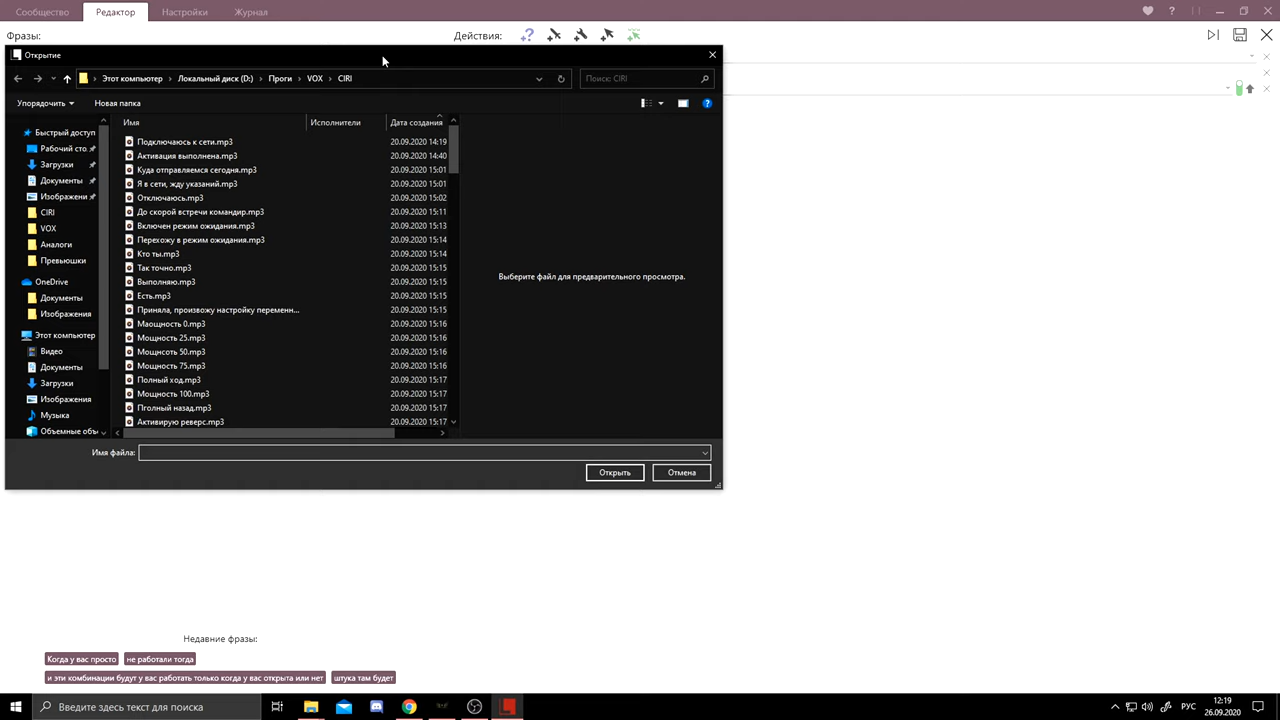 Сообщество Редактор Настройки Журнал
Фразы: Действия:
Открытие
Этот компьютер Локальный диск (D:) Проги VOX CIRI Поиск: CIRI
Упорядочить Новая папка
Имя Исполнители Дата создания
Быстрый доступ
Рабочий сто.
Загрузки
Документы
Изображени
CIRI
VOX
Аналоги
Превьюшки
OneDrive
Документы
Изображения
Этот компьютер
Видео
Документы
Загрузки
Изображения
Музыка
Объемные объ
Подключаюсь к сети.mp3 20.09.2020 14:19
Активация выполнена.mp3 20.09.2020 14:40
Куда отправляемся сегодня.mp3 20.09.2020 15:01
Я в сети, жду указаний.mp3 20.09.2020 15:01
Отключаюсь.mp3 20.09.2020 15:02
До скорой встречи командир.mp3 20.09.2020 15:11
Включен режим ожидания.mp3 20.09.2020 15:13
Перехожу в режим ожидания.mp3 20.09.2020 15:14
Кто ты.mp3 20.09.2020 15:14
Так точно.mp3 20.09.2020 15:15
Выполняю.mp3 20.09.2020 15:15
Есть.mp3 20.09.2020 15:15
Приняла, произвожу настройку переменн... 20.09.2020 15:15
Маощность 0.mp3 20.09.2020 15:16
Мощность 25.mp3 20.09.2020 15:16
Мощнсоть 50.mp3 20.09.2020 15:16
Мощность 75.mp3 20.09.2020 15:16
Полный ход.mp3 20.09.2020 15:17
Мощность 100.mp3 20.09.2020 15:17
Пголный назад.mp3 20.09.2020 15:17
Активирую реверс.mp3 20.09.2020 15:17
Выберите файл для предварительного просмотра.
Имя файла:
Открыть Отмена
Недавние фразы:
Когда у вас просто не работали тогда
и эти комбинации будут у вас работать только когда у вас открыта или нет штука там будет
Введите здесь текст для поиска
РУС
12:19
26.09.2020